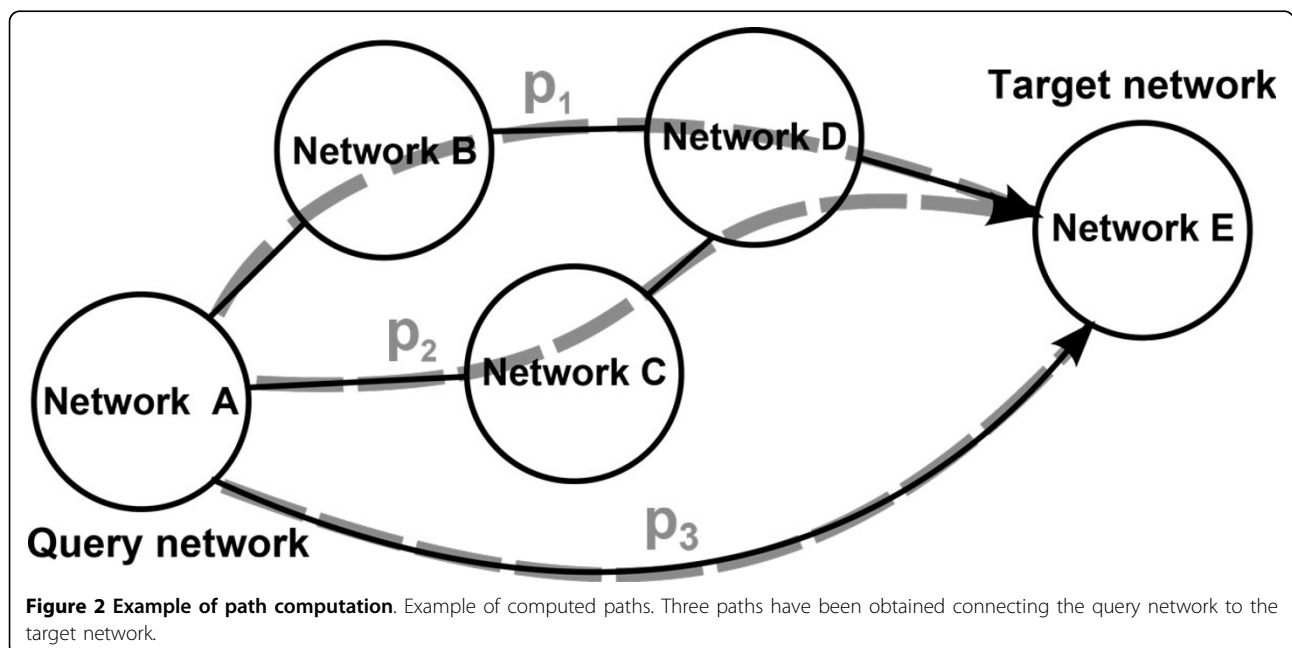 p1
Target network
Network B
Network D
Network E
p2
Network C
Network A
Query network
p3
Figure 2 Example of path computation. Example of computed paths. Three paths have been obtained connecting the query network to the
target network.